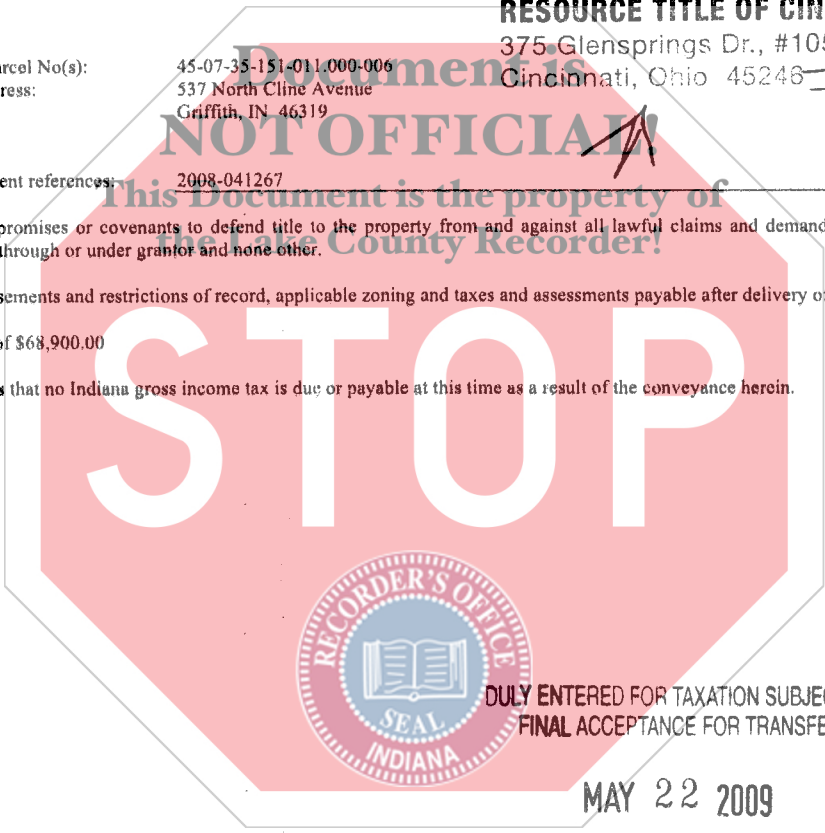 RESOURCE TITLE OF CIN
375 Glensprings Dr., #105
Cincinnati, Ohio 45246
arcel No(s): 45-07-35-151-011.000-006
ress: 537 North Cline Avenue
Griffith, IN 46319
Document is
NOT OFFICIAL!
ent references: 2008-041267
This Document is the property of
the Lake County Recorder!
promises or covenants to defend title to the property from and against all lawful claims and demand
through or under grantor and none other.
sements and restrictions of record, applicable zoning and taxes and assessments payable after delivery of
of $68,900.00
s that no Indiana gross income tax is due or payable at this time as a result of the conveyance herein.
STOP
RECORDER'S OFFICE
SEAL
INDIANA
DULY ENTERED FOR TAXATION SUBJE
FINAL ACCEPTANCE FOR TRANSFE
MAY 22 2009